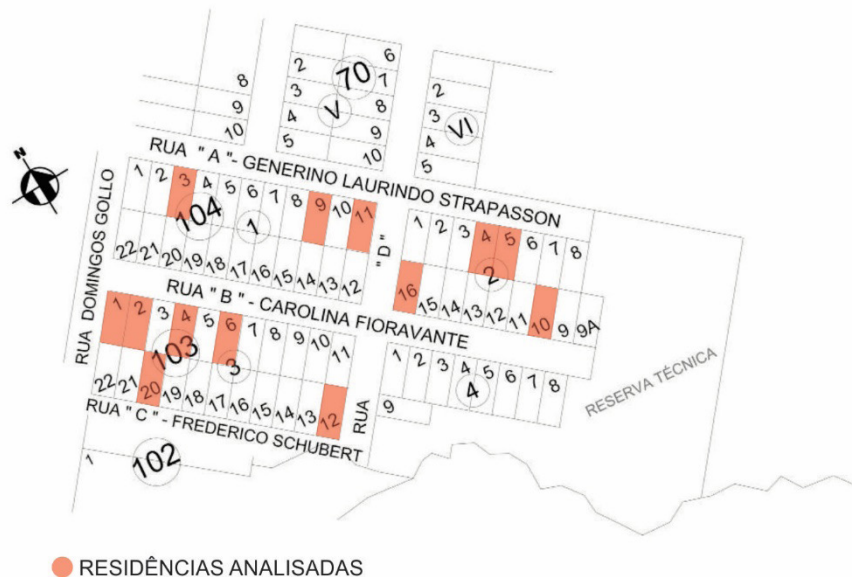 8
9
10
2
3
4
5
70
V
6
7
8
9
10
2
3
4
5
VI
N
RUA " A "- GENERINO LAURINDO STRAPASSON
RUA DOMINGOS GOLLO
1 2 3 4 5 6 7 8 9 10 11
104 1
22 21 20 19 18 17 16 15 14 13 12
" D "
1 2 3 4 5 6 7 8
2
16 15 14 13 12 11 10 9 9A
RUA " B " - CAROLINA FIORAVANTE
1 2 3 4 5 6 7 8 9 10 11
103 3
22 21 20 19 18 17 16 15 14 13 12
RUA
1 2 3 4 5 6 7 8
4
9
RESERVA TÉCNICA
RUA " C " - FREDERICO SCHUBERT
1
102
RESIDÊNCIAS ANALISADAS